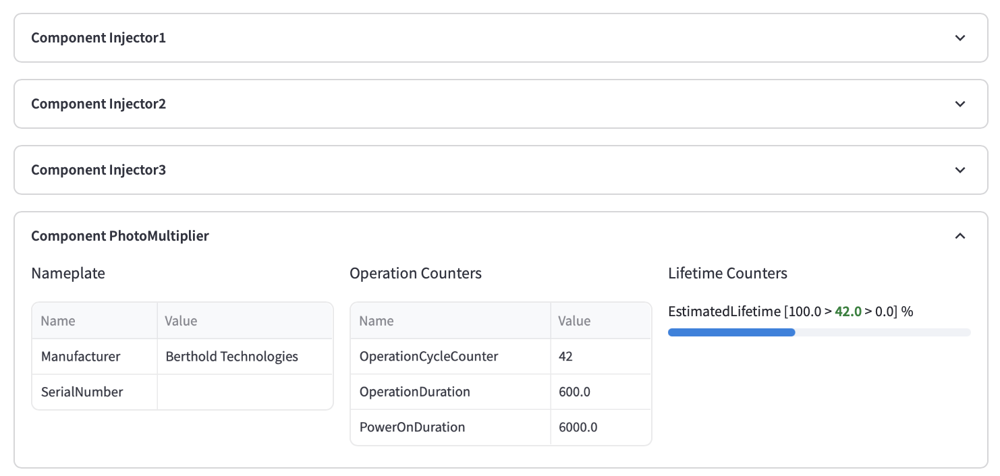 Component Injector1
Component Injector2
Component Injector3
Component PhotoMultiplier
Nameplate
Name Value
Manufacturer Berthold Technologies
SerialNumber
Operation Counters
Name Value
OperationCycleCounter 42
OperationDuration 600.0
PowerOnDuration 6000.0
Lifetime Counters
EstimatedLifetime [100.0 > 42.0 > 0.0] %